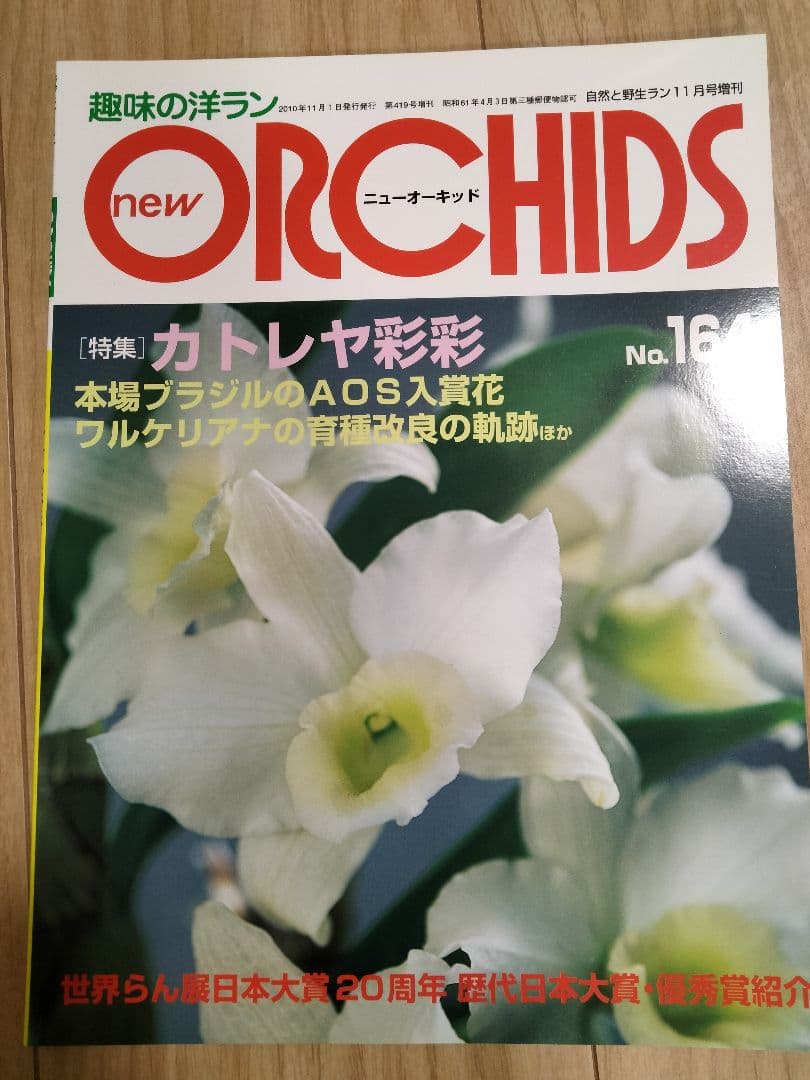 趣味の洋ラン 2010年11月1日発行発行 第419号増刊 昭和61年4月3日第三種郵便物認可 自然と野生ラン11月号増刊
new ORCHIDS
ニューオーキッド
[特集]カトレヤ彩彩
No.164
本場ブラジルのAOS入賞花
ワルケリアナの育種改良の軌跡ほか
世界らん展日本大賞20周年 歴代日本大賞・優秀賞紹介